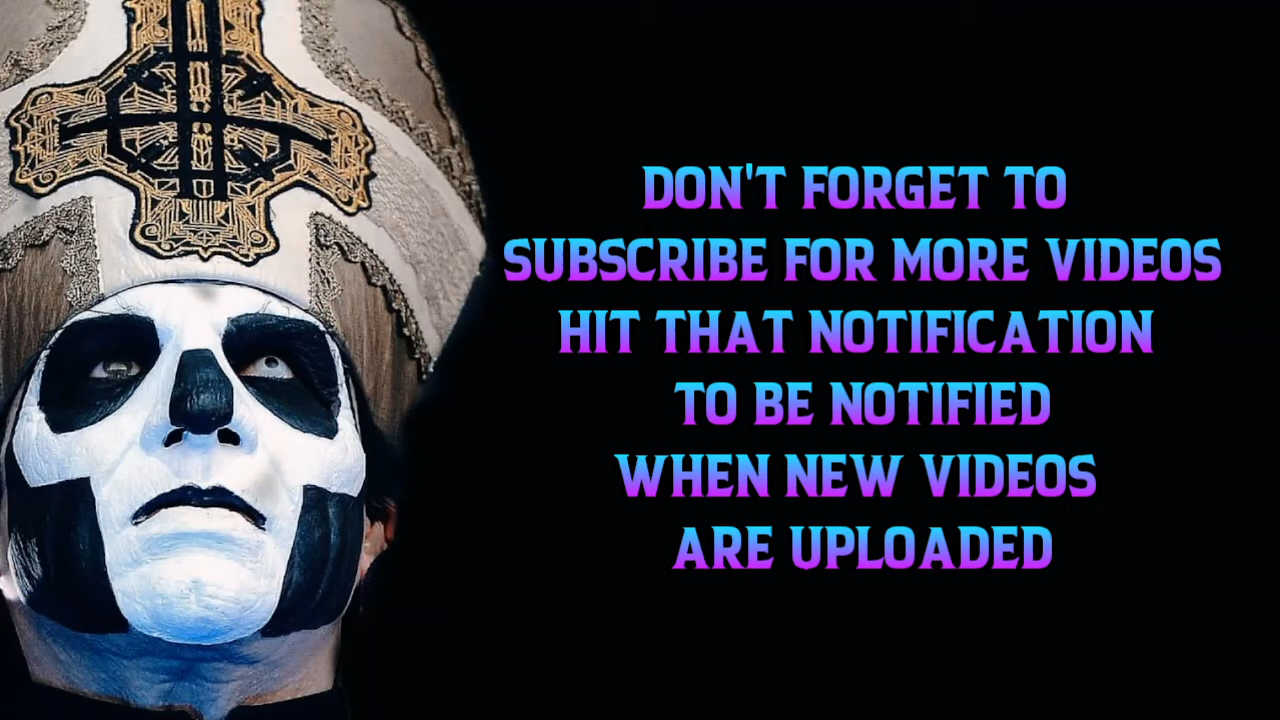 DON'T FORGET TO
SUBSCRIBE FOR MORE VIDEOS
HIT THAT NOTIFICATION
TO BE NOTIFIED
WHEN NEW VIDEOS
ARE UPLOADED